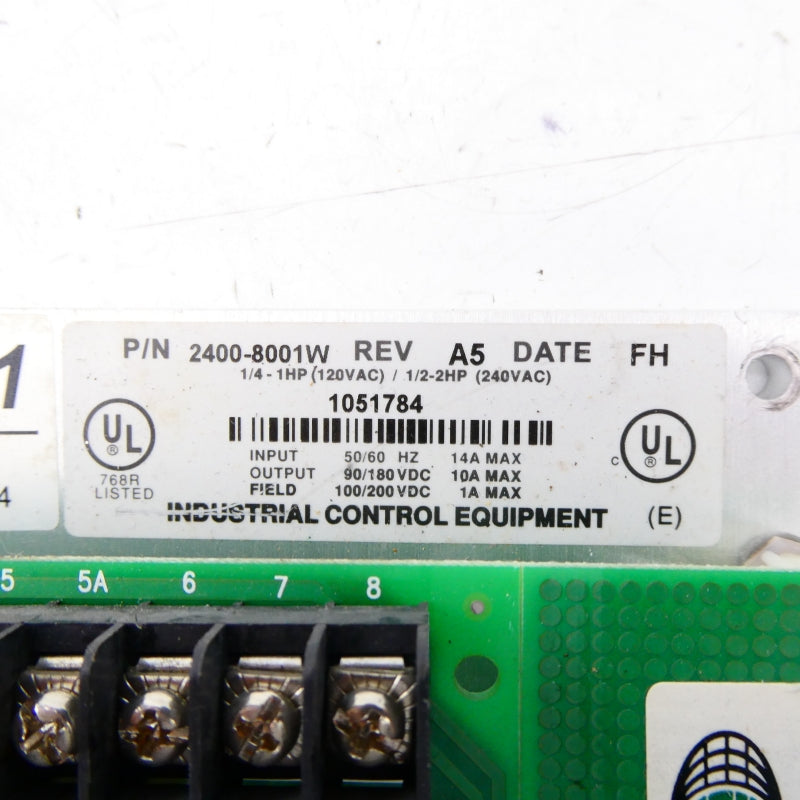 P/N 2400-8001W REV A5 DATE FH
1/4 - 1HP (120VAC) / 1/2-2HP (240VAC)
1051784
UL
®
768R
LISTED
INPUT 50/60 HZ 14A MAX
OUTPUT 90/180 VDC 10A MAX
FIELD 100/200 VDC 1A MAX
c UL
®
INDUSTRIAL CONTROL EQUIPMENT (E)
1
4
5 5A 6 7 8